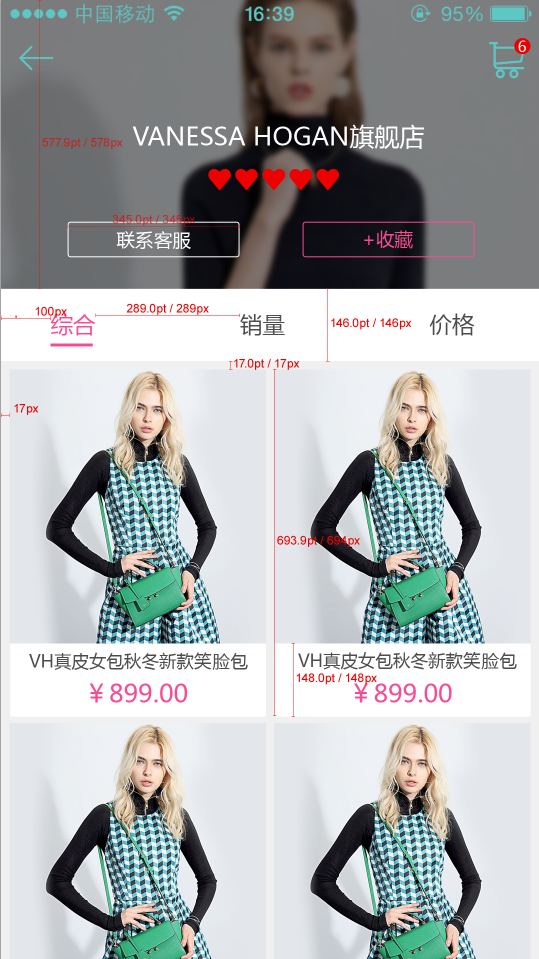 中国移动 16:39 95%
6
577.9pt / 578px
VANESSA HOGAN旗舰店
345.0pt / 345px
联系客服 +收藏
100px 289.0pt / 289px
综合 销量 价格
146.0pt / 146px
17.0pt / 17px
17px
693.9pt / 694px
VH真皮女包秋冬新款笑脸包 VH真皮女包秋冬新款笑脸包
148.0pt / 148px
¥899.00 ¥899.00